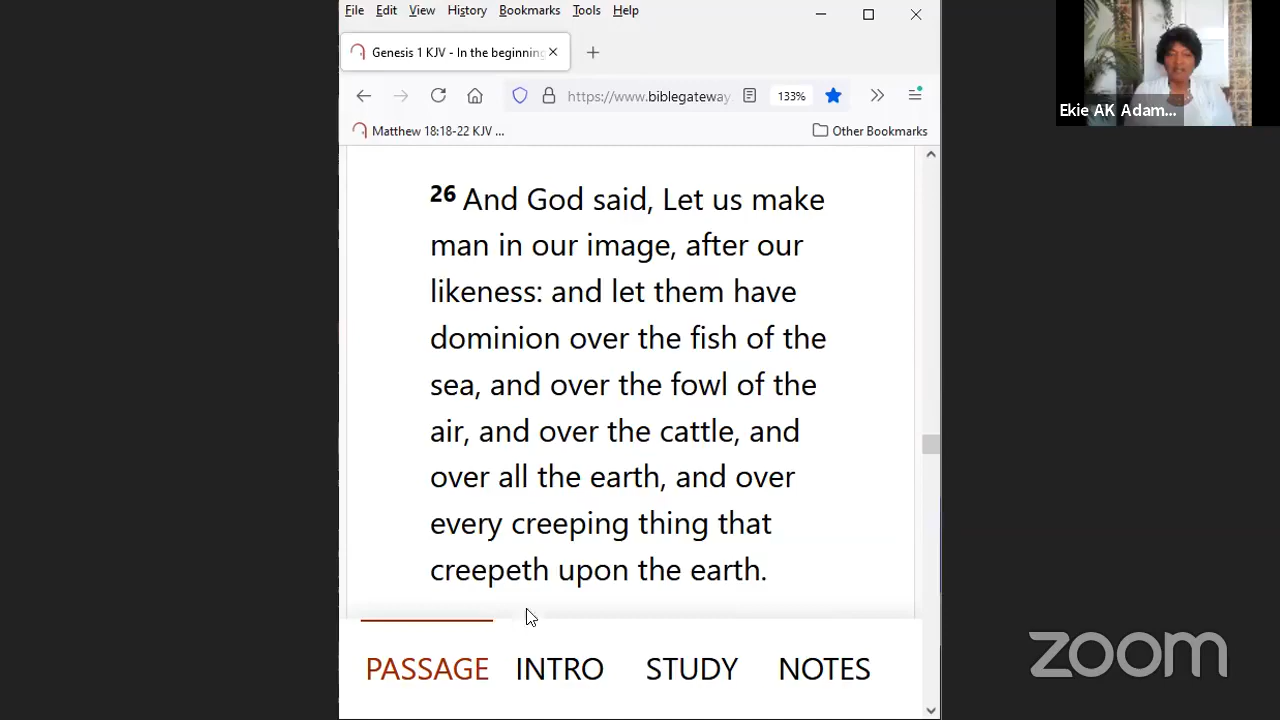 File Edit View History Bookmarks Tools Help
Genesis 1 KJV - In the beginning
https://www.biblegateway 133%
Matthew 18:18-22 KJV ... Other Bookmarks
Ekie AK Adam...
26 And God said, Let us make
man in our image, after our
likeness: and let them have
dominion over the fish of the
sea, and over the fowl of the
air, and over the cattle, and
over all the earth, and over
every creeping thing that
creepeth upon the earth.
PASSAGE INTRO STUDY NOTES
zoom